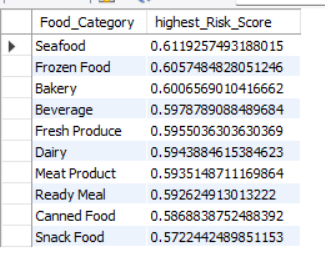 Food_Category highest_Risk_Score
Seafood 0.6119257493188015
Frozen Food 0.6057484828051246
Bakery 0.6006569010416662
Beverage 0.5978789088489684
Fresh Produce 0.5955036303630369
Dairy 0.5943884615384623
Meat Product 0.5935148711169864
Ready Meal 0.592624913013222
Canned Food 0.5868838752488392
Snack Food 0.5722442489851153